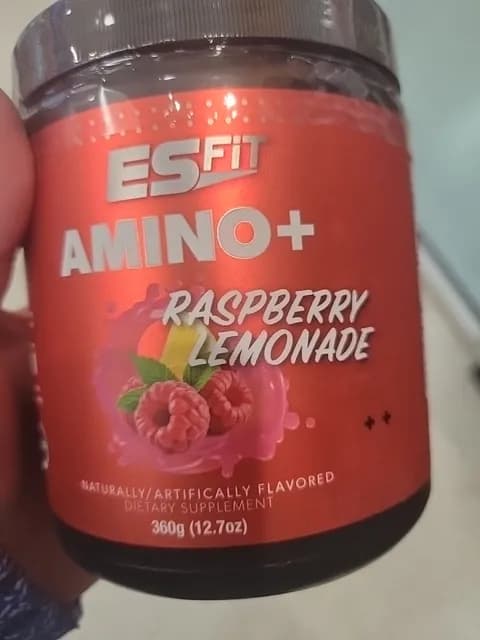 ESFiT
AMINO+
RASPBERRY
LEMONADE
NATURALLY/ARTIFICALLY FLAVORED
DIETARY SUPPLEMENT
360g (12.7oz)